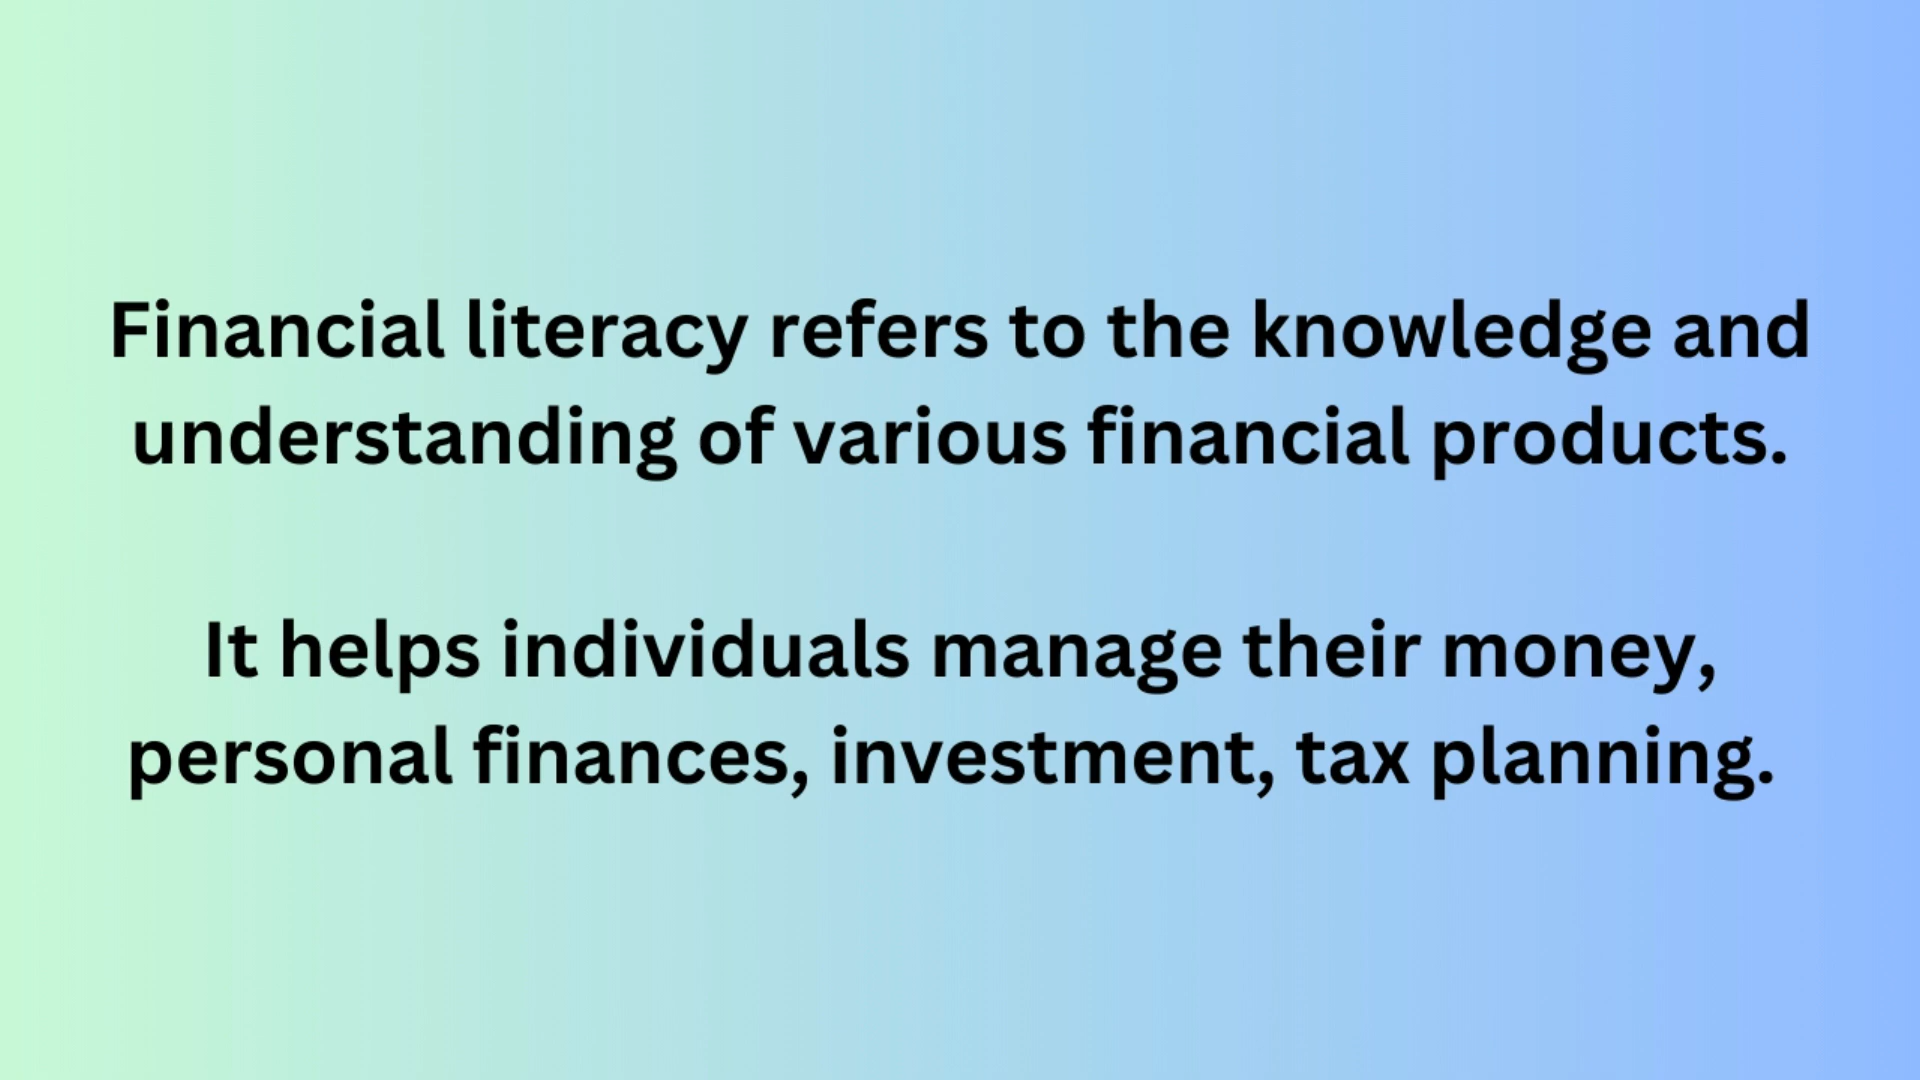 Financial literacy refers to the knowledge and
understanding of various financial products.
It helps individuals manage their money,
personal finances, investment, tax planning.